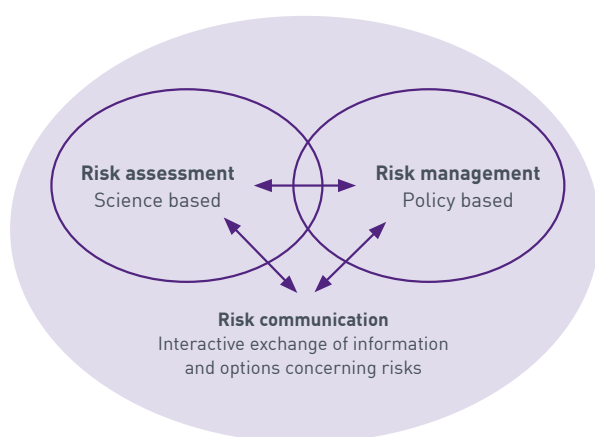 Risk assessment
Science based
Risk management
Policy based
Risk communication
Interactive exchange of information
and options concerning risks